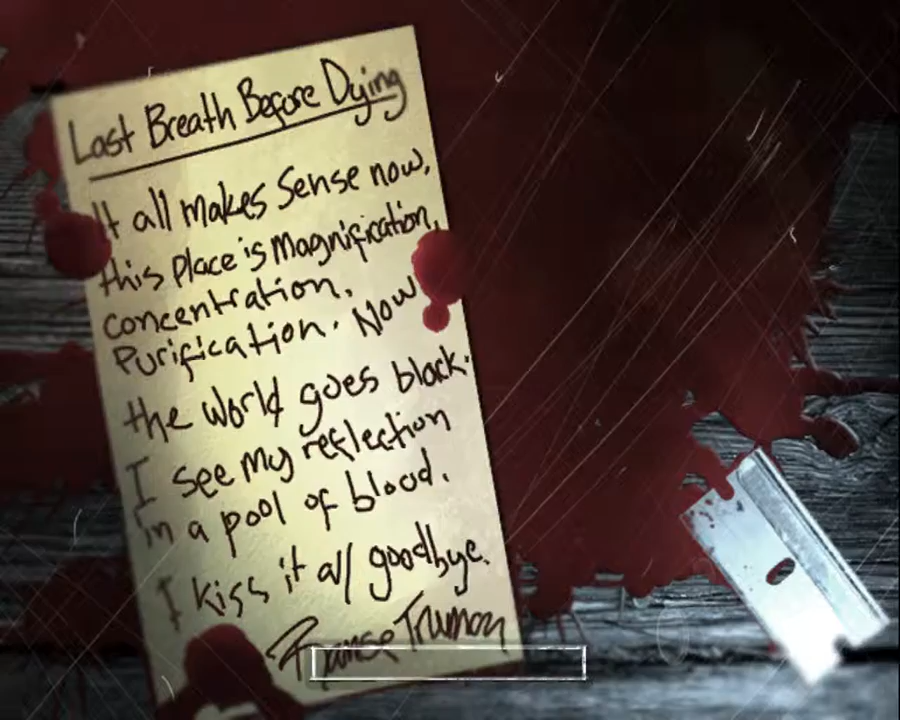 Last Breath Before Dying
It all makes Sense now,
this Place is Magnification,
concentration.
Purification. Now
the world goes black.
I see my reflection
in a pool of blood.
I kiss it all goodbye.
Truman